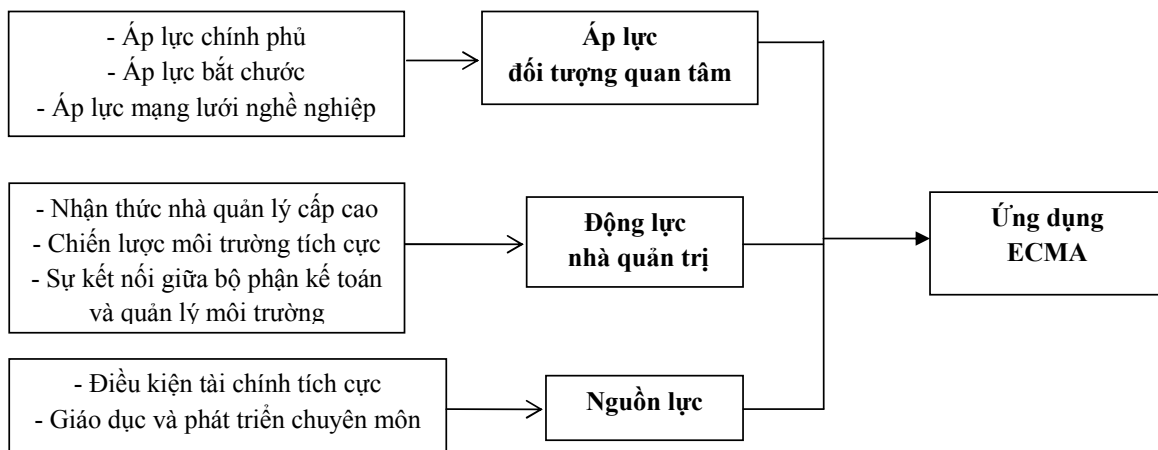 - Áp lực chính phủ
- Áp lực bắt chước
- Áp lực mạng lưới nghề nghiệp
Áp lực
đối tượng quan tâm
- Nhận thức nhà quản lý cấp cao
- Chiến lược môi trường tích cực
- Sự kết nối giữa bộ phận kế toán
và quản lý môi trường
Động lực
nhà quản trị
Ứng dụng
ECMA
- Điều kiện tài chính tích cực
- Giáo dục và phát triển chuyên môn
Nguồn lực